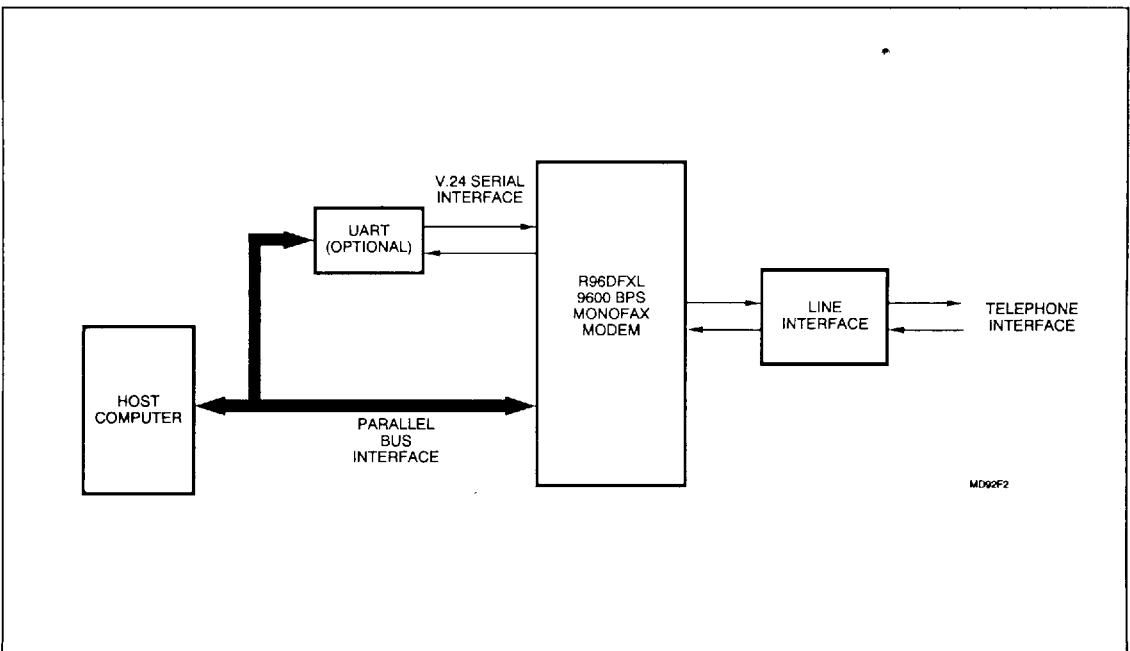 V.24 SERIAL
INTERFACE
UART
(OPTIONAL)
R96DFXL
9600 BPS
MONOFAX
MODEM
LINE
INTERFACE
TELEPHONE
INTERFACE
HOST
COMPUTER
PARALLEL
BUS
INTERFACE
MD92F2